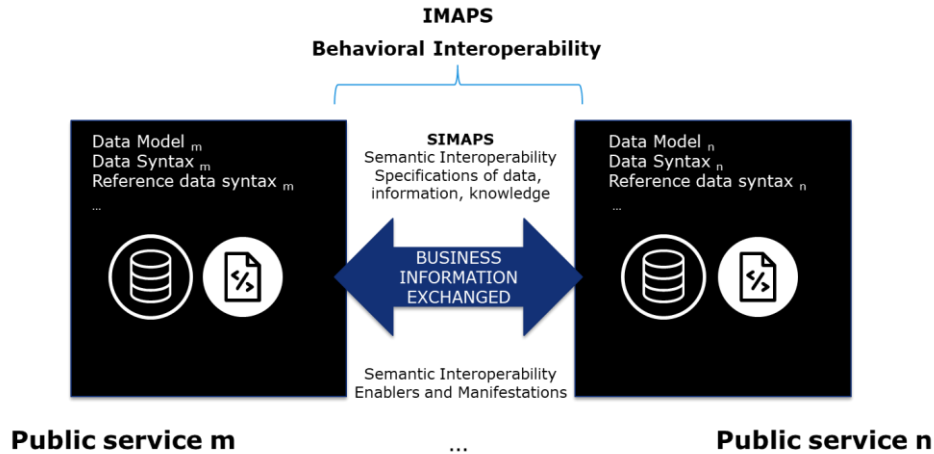 IMAPS
Behavioral Interoperability
Data Model m
Data Syntax m
Reference data syntax m
...
SIMAPS
Semantic Interoperability
Specifications of data,
information, knowledge
Data Model n
Data Syntax n
Reference data syntax n
...
</>
BUSINESS
INFORMATION
EXCHANGED
</>
Semantic Interoperability
Enablers and Manifestations
Public service m
...
Public service n